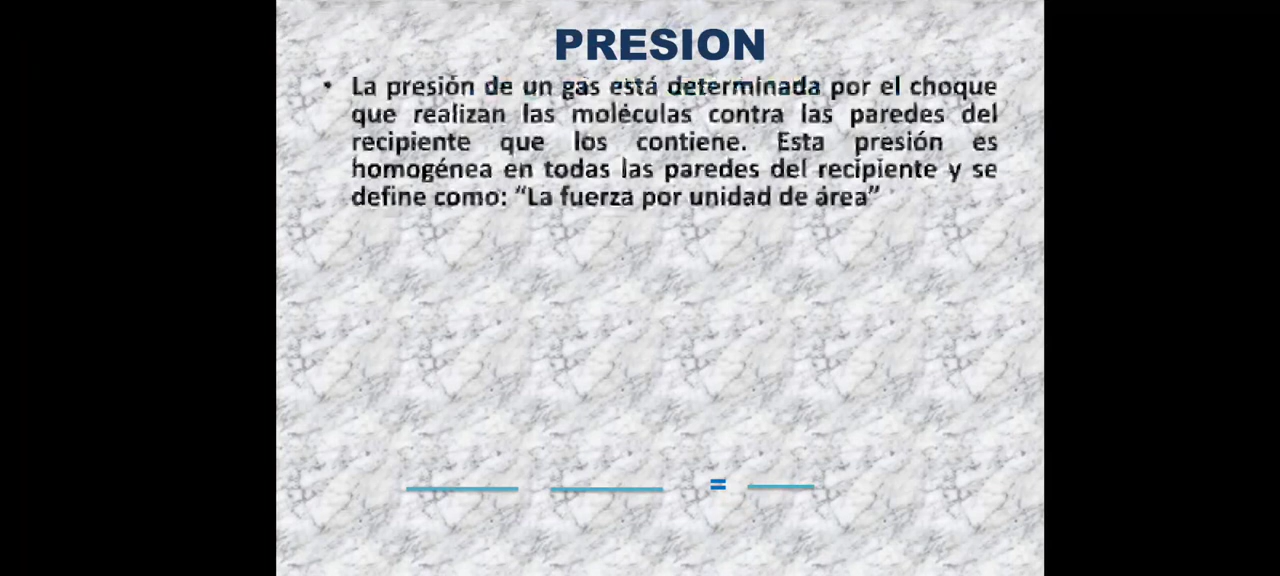 PRESION
• La presión de un gas está determinada por el choque
que realizan las moléculas contra las paredes del
recipiente que los contiene. Esta presión es
homogénea en todas las paredes del recipiente y se
define como: “La fuerza por unidad de área”
=